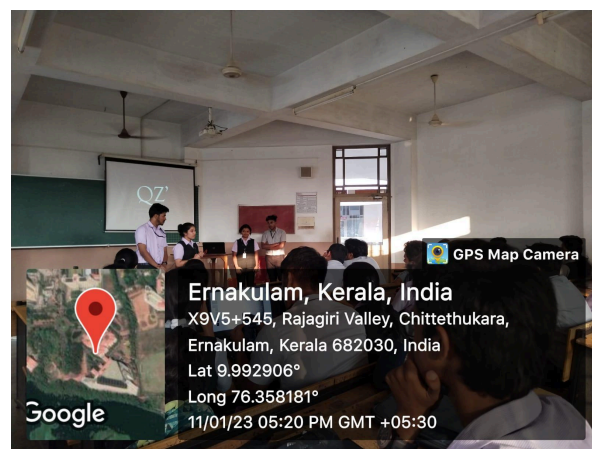 QZ'
GPS Map Camera
Ernakulam, Kerala, India
X9V5+545, Rajagiri Valley, Chittethukara,
Ernakulam, Kerala 682030, India
Lat 9.992906°
Long 76.358181°
11/01/23 05:20 PM GMT +05:30
Google